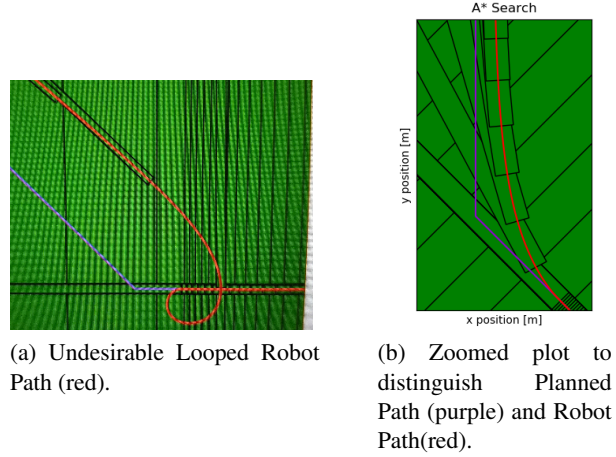 A* Search
y position [m]
x position [m]
(a) Undesirable Looped Robot
Path (red).
(b) Zoomed plot to
distinguish Planned
Path (purple) and Robot
Path(red).